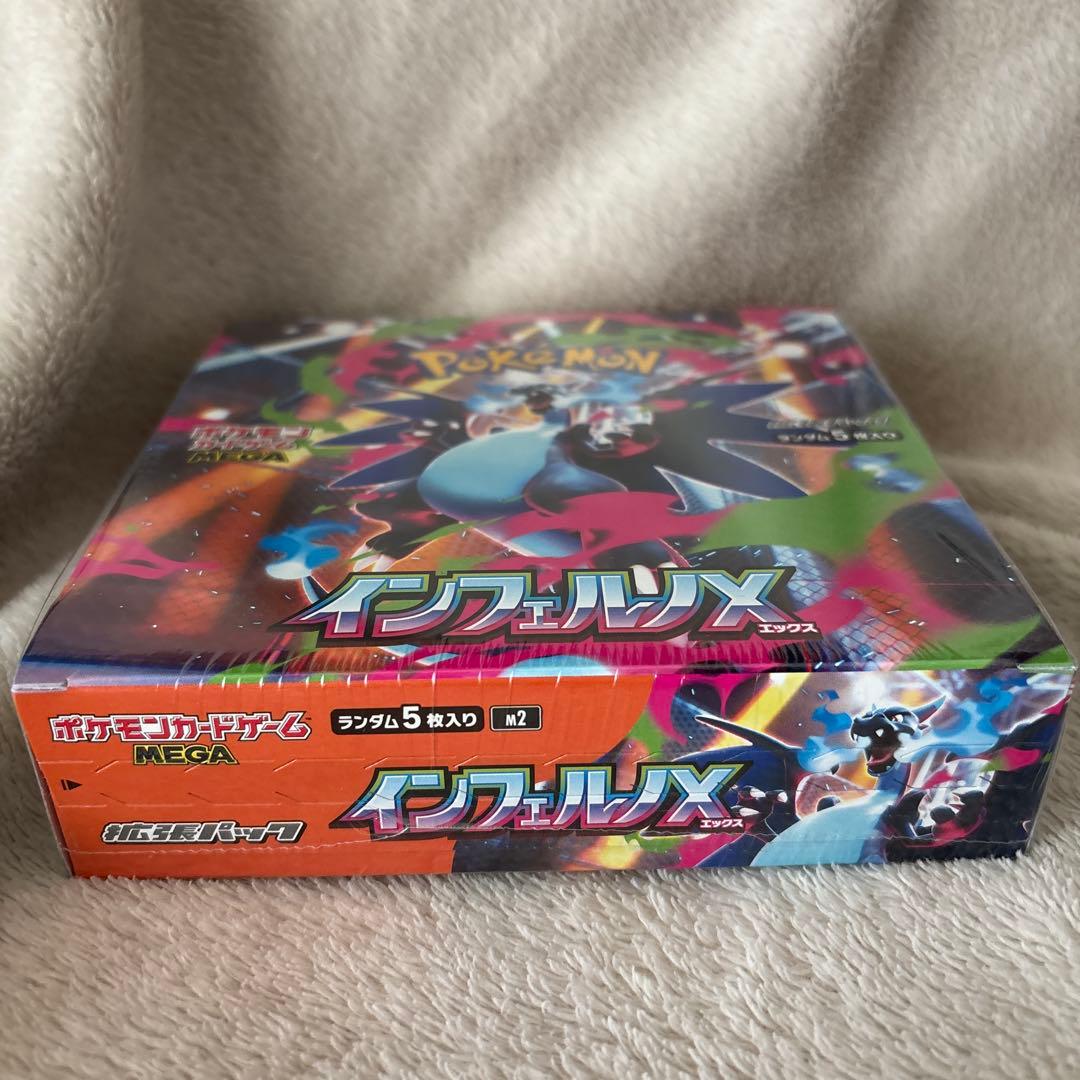 POKÉMON
ポケモン
カードゲーム
MEGA
ランダム5枚入り
インフェルノX
エックス
ポケモンカードゲーム
MEGA
ランダム5枚入り
M2
インフェルノX
エックス
拡張パック